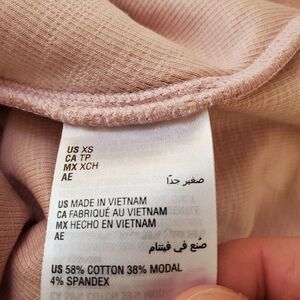 US XS
CA TP
MX XCH
AE
صغير جدًا
US MADE IN VIETNAM
CA FABRIQUÉ AU VIETNAM
MX HECHO EN VIETNAM
AE
صُنع في فيتنام
US 58% COTTON 38% MODAL
4% SPANDEX